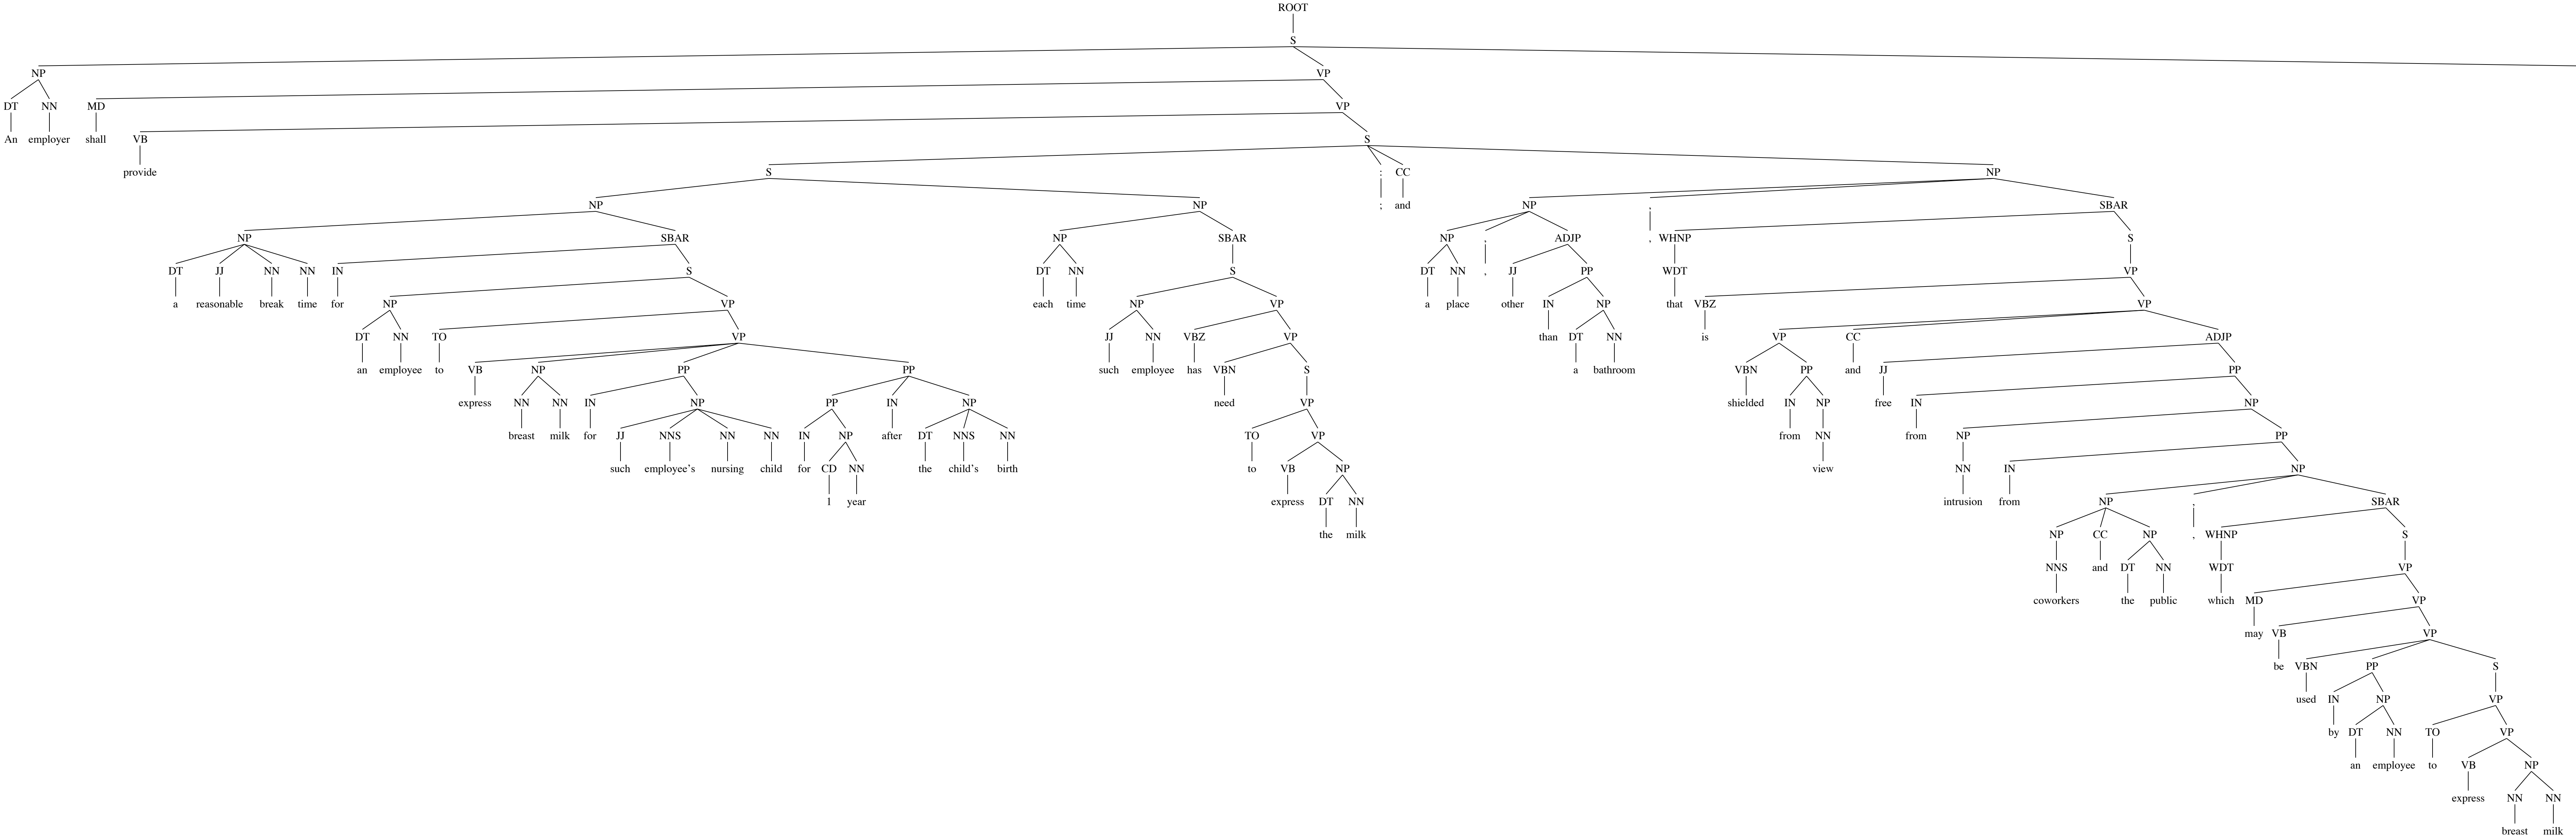 ROOT
S
NP VP
DT NN MD VP
An employer shall VB S
provide S : CC NP
NP NP ; and NP , SBAR
NP SBAR NP SBAR NP , ADJP , WHNP S
DT JJ NN NN IN S DT NN S DT NN , JJ PP WDT VP
a reasonable break time for NP VP each time NP VP a place other IN NP that VBZ VP
DT NN TO VP JJ NN VBZ VP than DT NN is VP CC ADJP
an employee to VB NP PP PP such employee has VBN S a bathroom VBN PP and JJ PP
express NN NN IN NP PP IN NP need VP shielded IN NP free IN NP
breast milk for JJ NNS NN NN IN NP after DT NNS NN TO VP from NN from NP PP
such employee's nursing child for CD NN the child's birth to VB NP view NN IN NP
1 year express DT NN intrusion from NP , SBAR
the milk NP CC NP , WHNP S
NNS and DT NN WDT VP
coworkers the public which MD VP
may VB VP
be VBN PP S
used IN NP VP
by DT NN TO VP
an employee to VB NP
express NN NN
breast milk